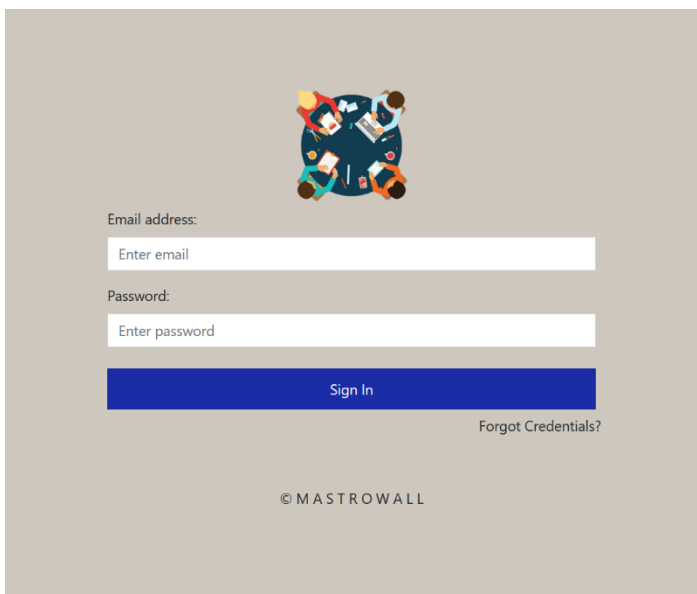 Email address:
Enter email
Password:
Enter password
Sign In
Forgot Credentials?
©MASTROWALL